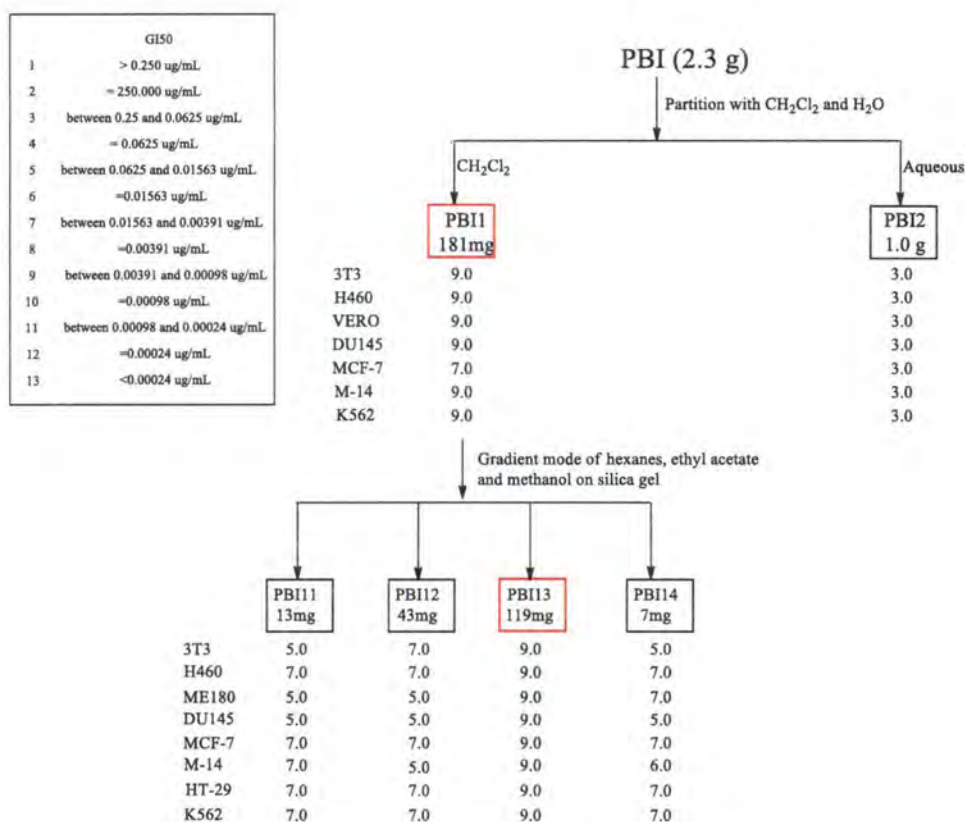 GI50
1 > 0.250 ug/mL
2 = 250.000 ug/mL
3 between 0.25 and 0.0625 ug/mL
4 = 0.0625 ug/mL
5 between 0.0625 and 0.01563 ug/mL
6 =0.01563 ug/mL
7 between 0.01563 and 0.00391 ug/mL
8 =0.00391 ug/mL
9 between 0.00391 and 0.00098 ug/mL
10 =0.00098 ug/mL
11 between 0.00098 and 0.00024 ug/mL
12 =0.00024 ug/mL
13 <0.00024 ug/mL
PBI (2.3 g)
Partition with CH₂Cl₂ and H₂O
CH₂Cl₂ Aqueous
PBI1 PBI2
181mg 1.0 g
3T3 9.0 3.0
H460 9.0 3.0
VERO 9.0 3.0
DU145 9.0 3.0
MCF-7 7.0 3.0
M-14 9.0 3.0
K562 9.0 3.0
Gradient mode of hexanes, ethyl acetate
and methanol on silica gel
PBI11 PBI12 PBI13 PBI14
13mg 43mg 119mg 7mg
3T3 5.0 7.0 9.0 5.0
H460 7.0 7.0 9.0 7.0
ME180 5.0 5.0 9.0 7.0
DU145 5.0 5.0 9.0 5.0
MCF-7 7.0 7.0 9.0 7.0
M-14 7.0 5.0 9.0 6.0
HT-29 7.0 7.0 9.0 7.0
K562 7.0 7.0 9.0 7.0